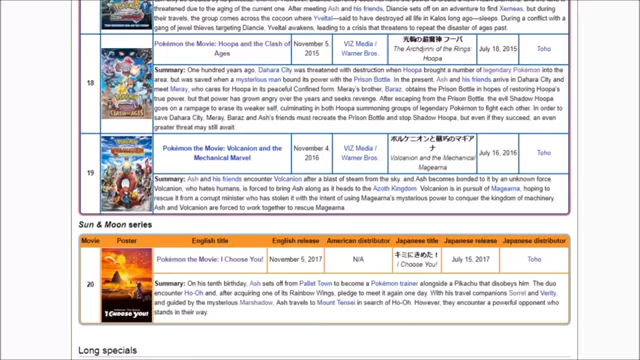 threatened due to the aging of the current one. After meeting Ash and his friends, Diancie sets off on an adventure to find Xerneas, but during
their travels, the group comes across the cocoon where Yveltal—said to have destroyed all life in Kalos long ago—sleeps. During a conflict with a
gang of jewel thieves targeting Diancie, Yveltal awakens, leading to a crisis that threatens to repeat the disaster of ages past.
18
Pokémon the Movie: Hoopa and the Clash of Ages
November 5, 2015
VIZ Media / Warner Bros.
The Archdjinni of the Rings: Hoopa
July 18, 2015
Toho
Summary: One hundred years ago, Dahara City was threatened with destruction when Hoopa brought a number of legendary Pokémon into the
area, but was saved when a mysterious man bound its power with the Prison Bottle. In the present, Ash and his friends arrive in Dahara City and
meet Meray, who cares for Hoopa in its peaceful Confined form. Meray's brother, Baraz, obtains the Prison Bottle in hopes of restoring Hoopa's
true power, but that power has grown angry over the years and seeks revenge. After escaping from the Prison Bottle, the evil Shadow Hoopa
goes on a rampage to erase its weaker self, culminating in both Hoopa summoning groups of legendary Pokémon to fight each other. In order to
save Dahara City, Meray, Baraz and Ash's friends must recreate the Prison Bottle and stop Shadow Hoopa, but even if they succeed, an even
greater threat may still await.
19
Pokémon the Movie: Volcanion and the Mechanical Marvel
November 4, 2016
VIZ Media / Warner Bros.
Volcanion and the Mechanical Magearna
July 16, 2016
Toho
Summary: Ash and his friends encounter Volcanion after a blast of steam from the sky, and Ash becomes bonded to it by an unknown force.
Volcanion, who hates humans, is forced to bring Ash along as it heads to the Azoth Kingdom. Volcanion is in pursuit of Magearna, hoping to
rescue it from a corrupt minister who has stolen it with the intent of using Magearna's mysterious power to conquer the kingdom of machinery.
Ash and Volcanion are forced to work together to rescue Magearna
Sun & Moon series
Movie Poster English title English release American distributor Japanese title Japanese release Japanese distributor
20
Pokémon the Movie: I Choose You!
November 5, 2017
N/A
キミにきめた！
I Choose You!
July 15, 2017
Toho
I CHOOSE YOU!
Summary: On his tenth birthday, Ash sets off from Pallet Town to become a Pokémon trainer alongside a Pikachu that disobeys him. The duo
encounter Ho-Oh and, after acquiring one of its Rainbow Wings, pledge to meet it again one day. With his travel companions Sorrel and Verity,
and guided by the mysterious Marshadow, Ash travels to Mount Tensei in search of Ho-Oh. However, they encounter a powerful opponent who
stands in their way.
Long specials